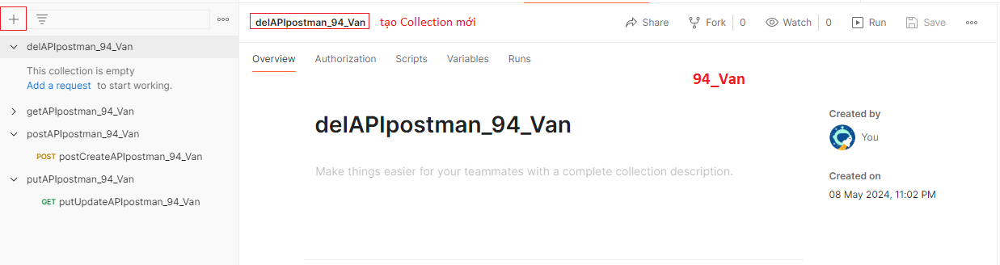 delAPIpostman_94_Van
This collection is empty
Add a request to start working.
getAPIpostman_94_Van
postAPIpostman_94_Van
POST postCreateAPIpostman_94_Van
putAPIpostman_94_Van
GET putUpdateAPIpostman_94_Van
delAPIpostman_94_Van tạo Collection mới Share Fork 0 Watch 0 Run Save
Overview Authorization Scripts Variables Runs
94_Van
delAPIpostman_94_Van
Make things easier for your teammates with a complete collection description.
Created by
You
Created on
08 May 2024, 11:02 PM